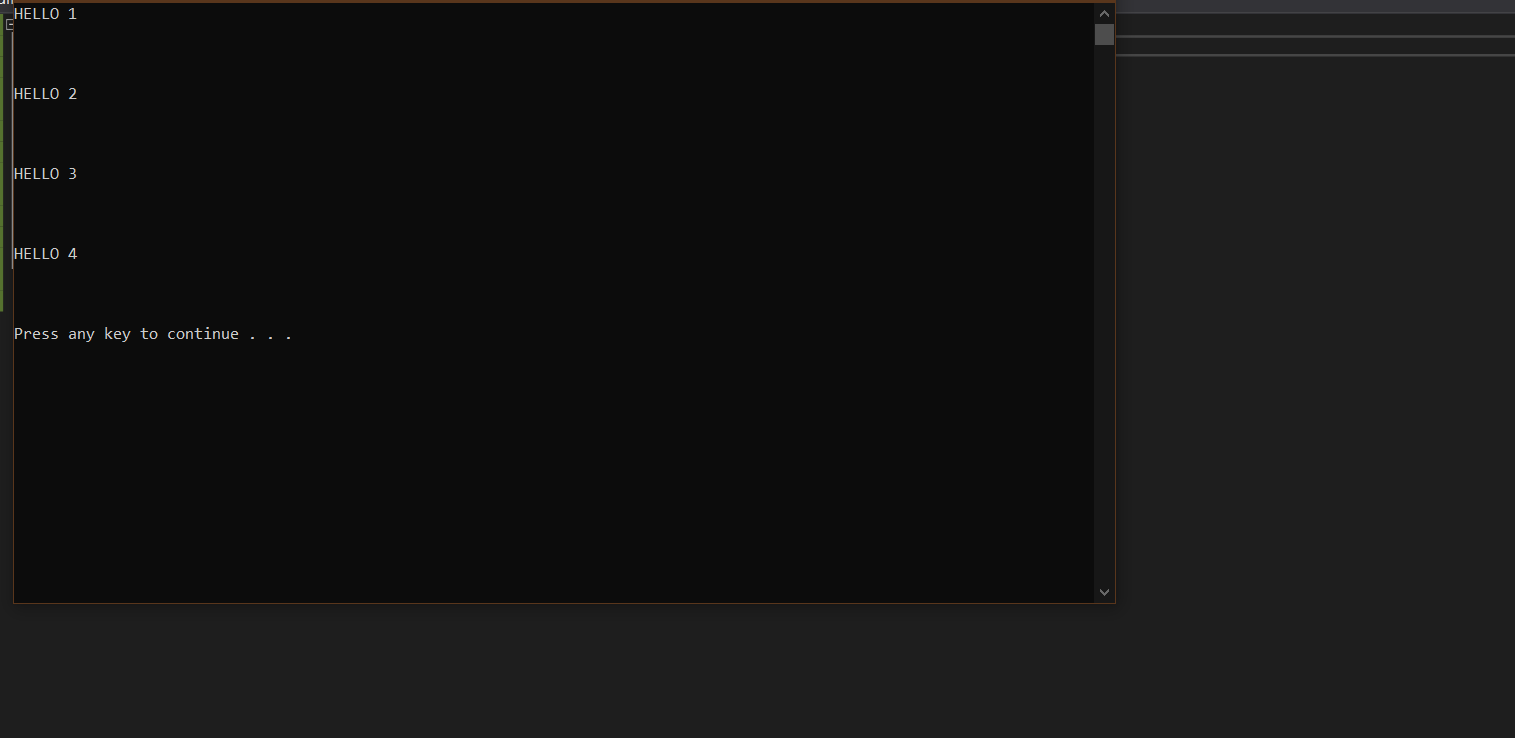 HELLO 1
HELLO 2
HELLO 3
HELLO 4
Press any key to continue . . .